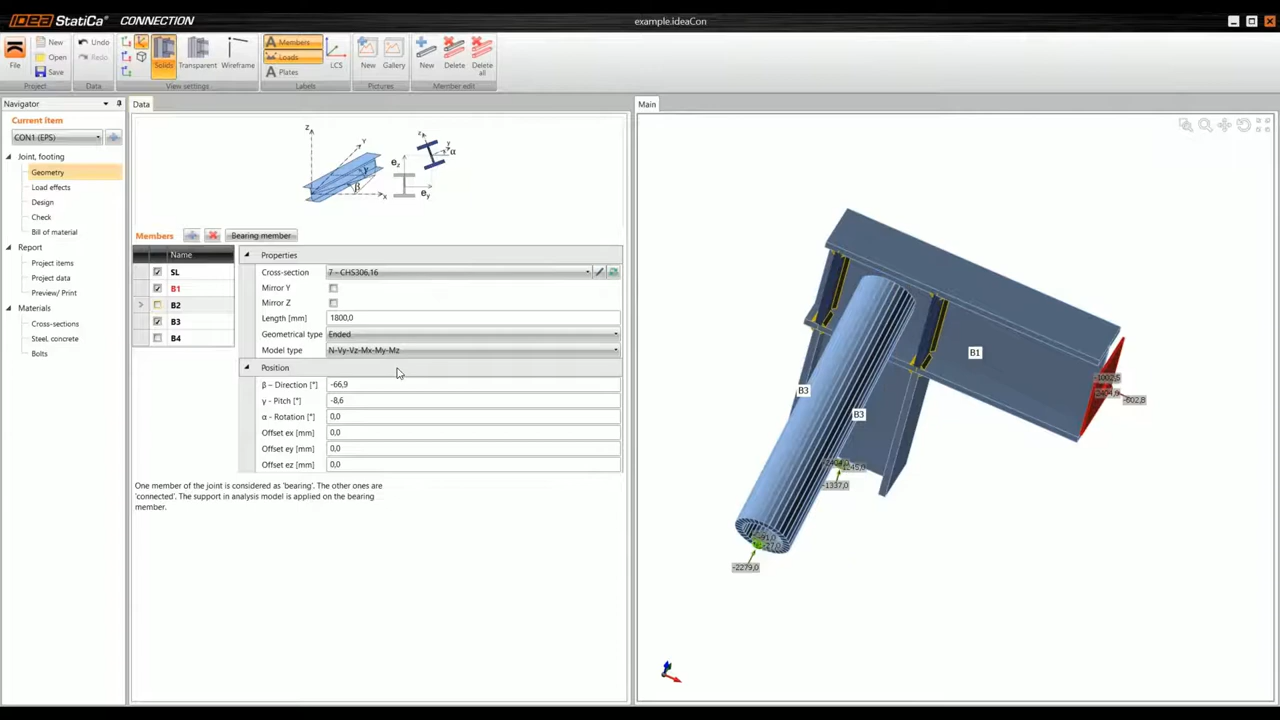 IDEA StatiCa® CONNECTION
example.ideaCon
File
New
Open
Save
Project
Undo
Redo
Data
Solids
Transparent
Wireframe
View settings
Members
Loads
Plates
LCS
Labels
New
Gallery
Pictures
New
Delete
Delete all
Member edit
Navigator
Data
Main
Current item
CON1 (EPS)
Joint, footing
Geometry
Load effects
Design
Check
Bill of material
Report
Project items
Project data
Preview/ Print
Materials
Cross-sections
Steel, concrete
Bolts
Members
Bearing member
Name
SL
B1
B2
B3
B4
Properties
Cross-section 7 - CHS306,16
Mirror Y
Mirror Z
Length [mm] 1800,0
Geometrical type Ended
Model type N-Vy-Vz-Mx-My-Mz
Position
β – Direction [°] -66,9
γ - Pitch [°] -8,6
α - Rotation [°] 0,0
Offset ex [mm] 0,0
Offset ey [mm] 0,0
Offset ez [mm] 0,0
One member of the joint is considered as 'bearing'. The other ones are
'connected'. The support in analysis model is applied on the bearing
member.
z
Y
x
γ
β
ez
ey
z
y
α
B1
B3
B3
-1002,5
-602,8
-1337,0
-2279,0